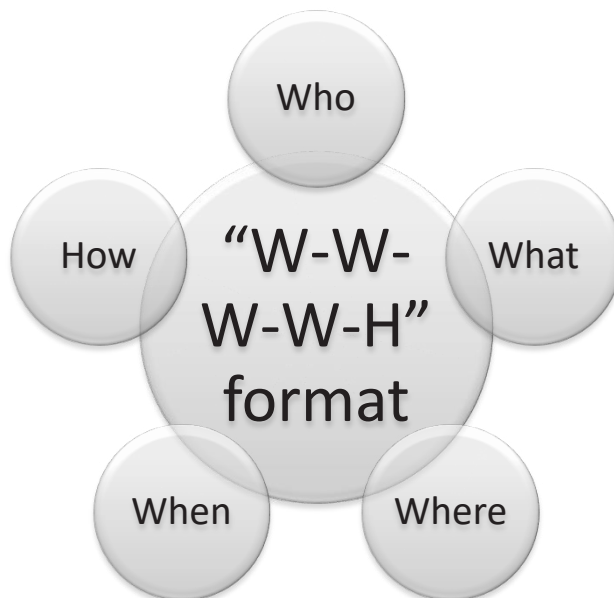 Who
How
“W-W-
W-W-H”
format
What
When
Where